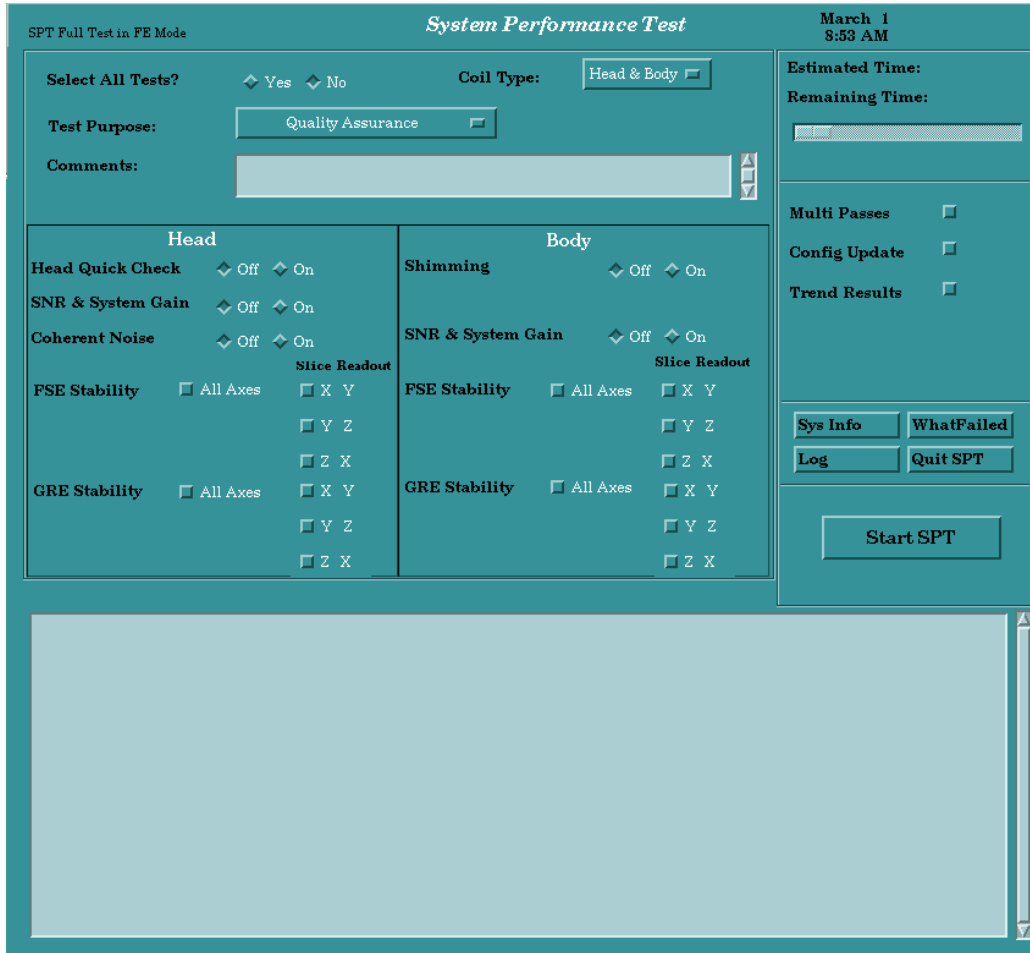 SPT Full Test in FE Mode
System Performance Test
March 1
8:53 AM
Select All Tests? Yes No Coil Type: Head & Body
Test Purpose: Quality Assurance
Comments:
Estimated Time:
Remaining Time:
Multi Passes
Config Update
Trend Results
Head
Head Quick Check Off On
SNR & System Gain Off On
Coherent Noise Off On
Slice Readout
FSE Stability All Axes X Y
Y Z
Z X
GRE Stability All Axes X Y
Y Z
Z X
Body
Shimming Off On
SNR & System Gain Off On
Slice Readout
FSE Stability All Axes X Y
Y Z
Z X
GRE Stability All Axes X Y
Y Z
Z X
Sys Info WhatFailed
Log Quit SPT
Start SPT